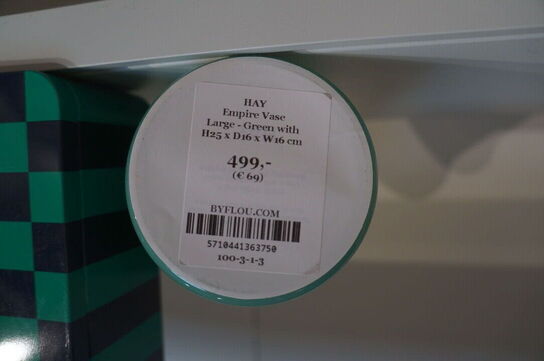 HAY
Empire Vase
Large - Green with
H25 x D16 x W16 cm
499,-
(€ 69)
BYFLOU.COM
5710441363750
100-3-1-3